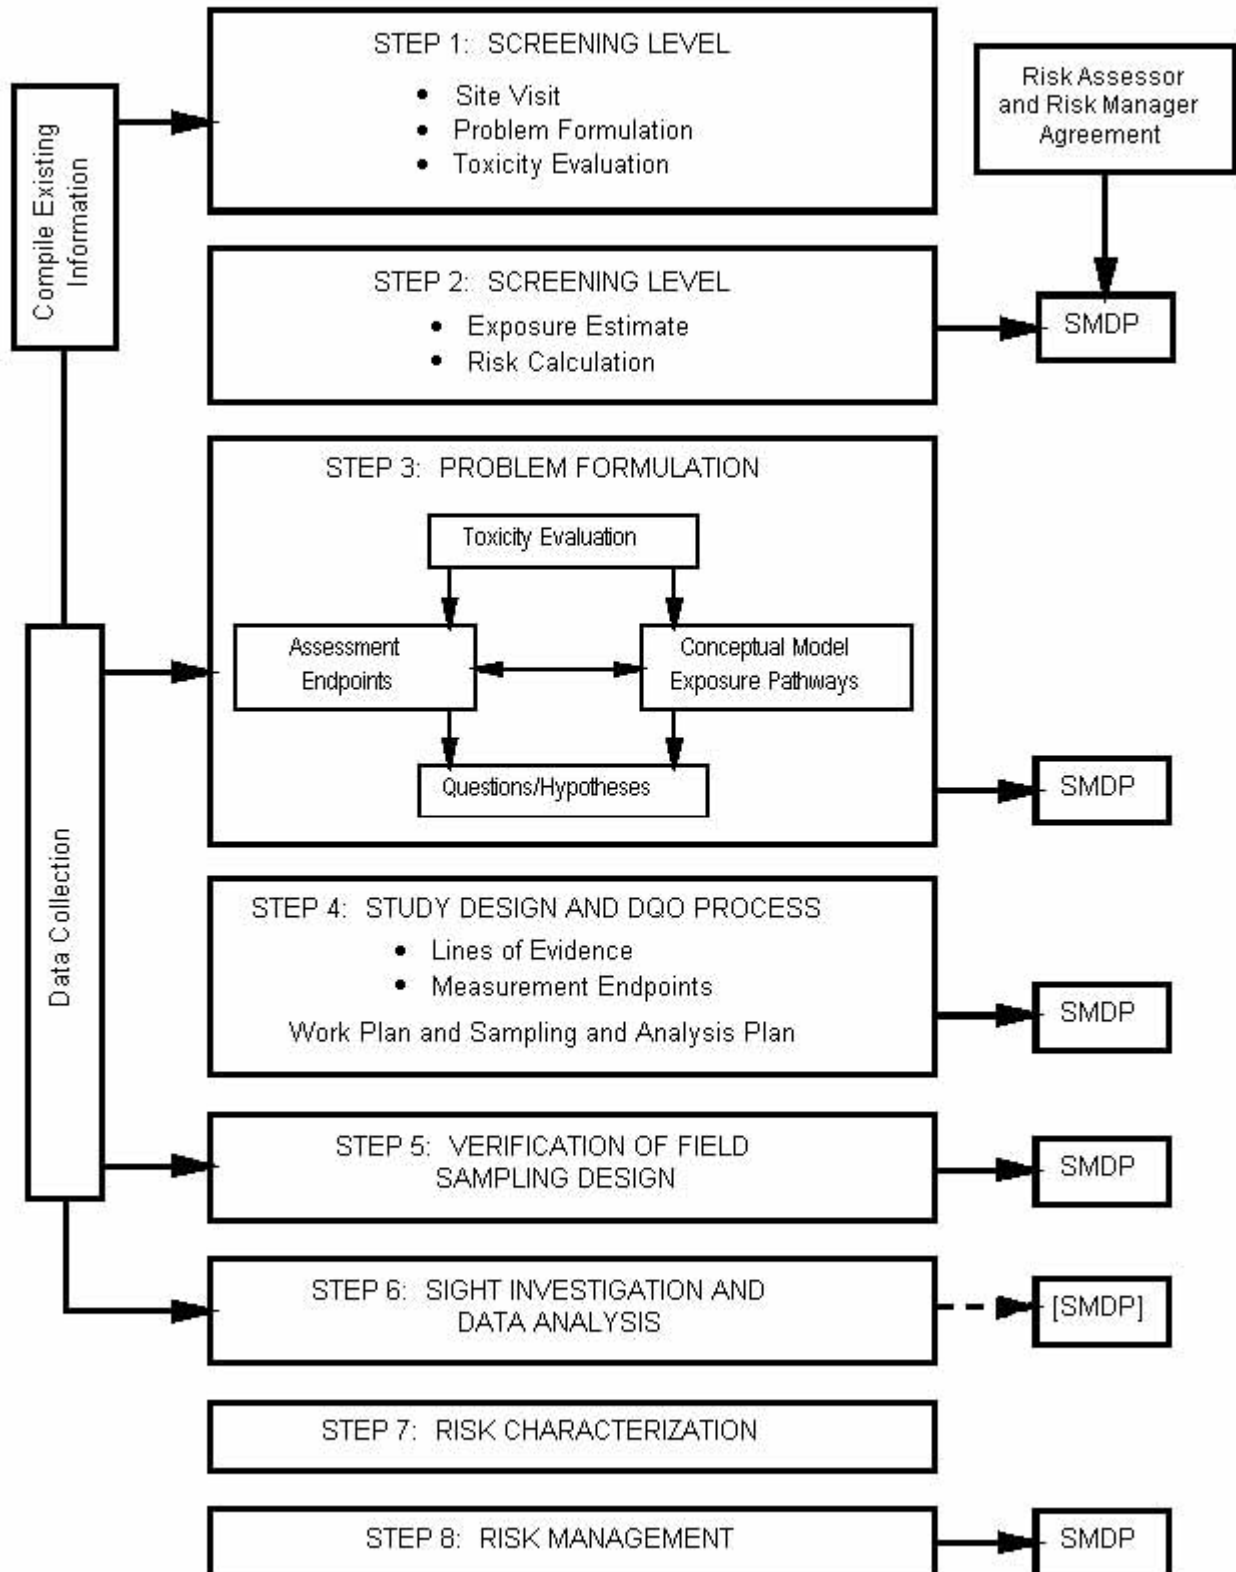 STEP 1: SCREENING LEVEL
• Site Visit
• Problem Formulation
• Toxicity Evaluation
Risk Assessor
and Risk Manager
Agreement
Compile Existing
Information
STEP 2: SCREENING LEVEL
• Exposure Estimate
• Risk Calculation
SMDP
STEP 3: PROBLEM FORMULATION
Toxicity Evaluation
Assessment
Endpoints
Conceptual Model
Exposure Pathways
Questions/Hypotheses
SMDP
Data Collection
STEP 4: STUDY DESIGN AND DQO PROCESS
• Lines of Evidence
• Measurement Endpoints
Work Plan and Sampling and Analysis Plan
SMDP
STEP 5: VERIFICATION OF FIELD
SAMPLING DESIGN
SMDP
STEP 6: SIGHT INVESTIGATION AND
DATA ANALYSIS
[SMDP]
STEP 7: RISK CHARACTERIZATION
STEP 8: RISK MANAGEMENT
SMDP